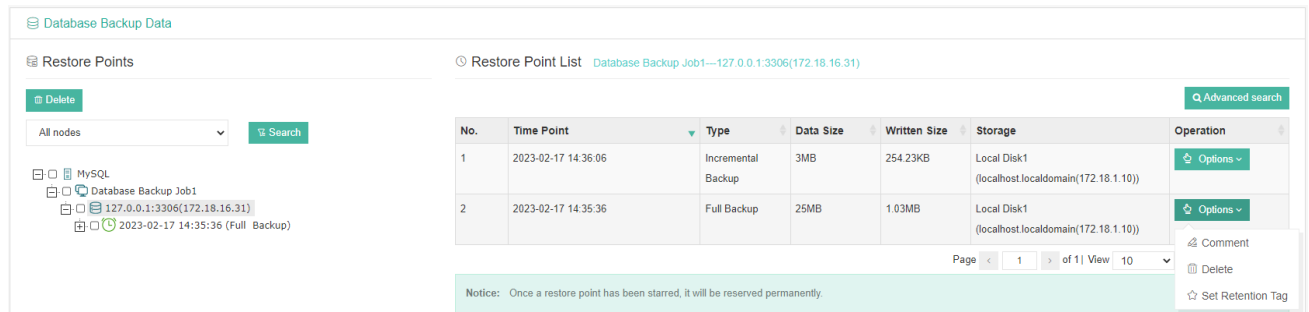 Database Backup Data
Restore Points
Delete
All nodes
Search
MySQL
Database Backup Job1
127.0.0.1:3306(172.18.16.31)
2023-02-17 14:35:36 (Full Backup)
Restore Point List Database Backup Job1---127.0.0.1:3306(172.18.16.31)
Advanced search
No. Time Point Type Data Size Written Size Storage Operation
1 2023-02-17 14:36:06 Incremental Backup 3MB 254.23KB Local Disk1 (localhost.localdomain(172.18.1.10)) Options
2 2023-02-17 14:35:36 Full Backup 25MB 1.03MB Local Disk1 (localhost.localdomain(172.18.1.10)) Options
Page < 1 > of 1| View 10
Comment
Delete
Set Retention Tag
Notice: Once a restore point has been starred, it will be reserved permanently.